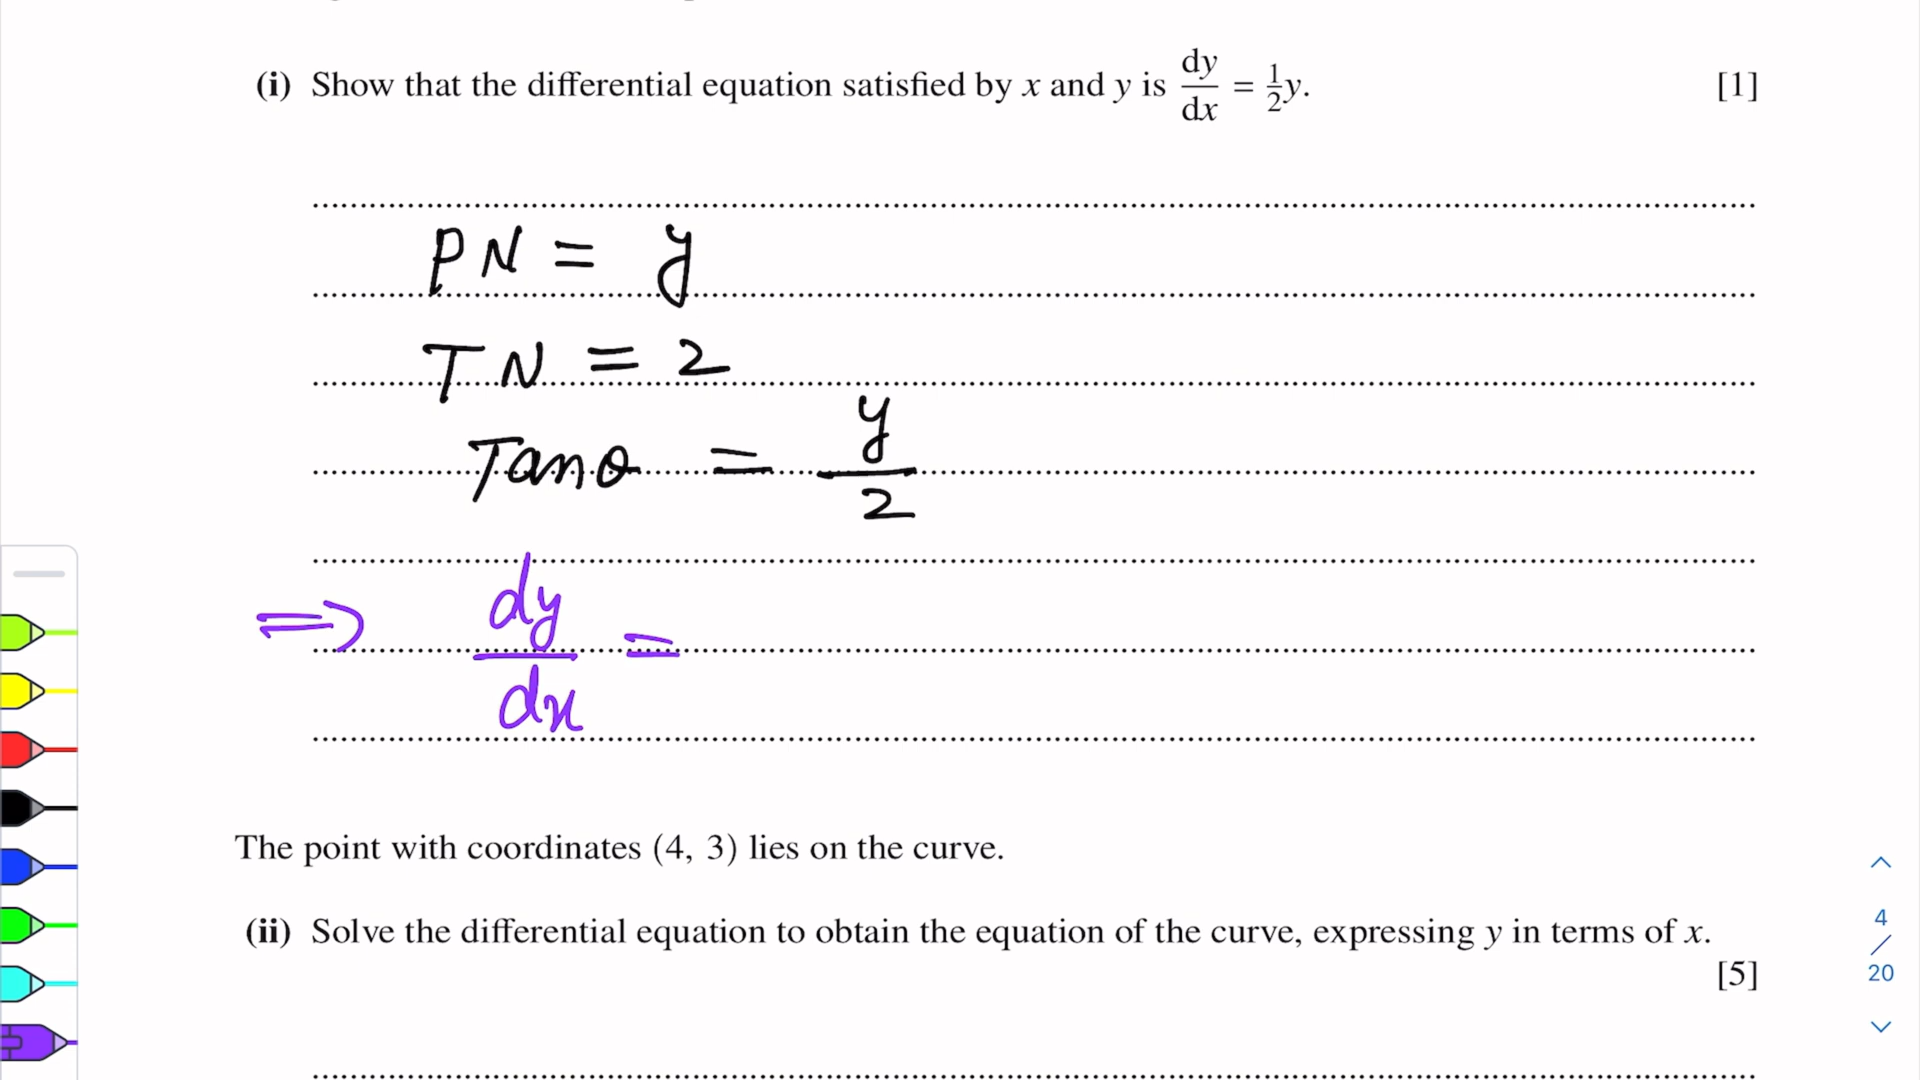 (i) Show that the differential equation satisfied by x and y is dy/dx = 1/2 y. [1]
PN = y
TN = 2
Tanθ = y/2
⇒ dy/dx =
The point with coordinates (4, 3) lies on the curve.
(ii) Solve the differential equation to obtain the equation of the curve, expressing y in terms of x.
[5]
4
/
20